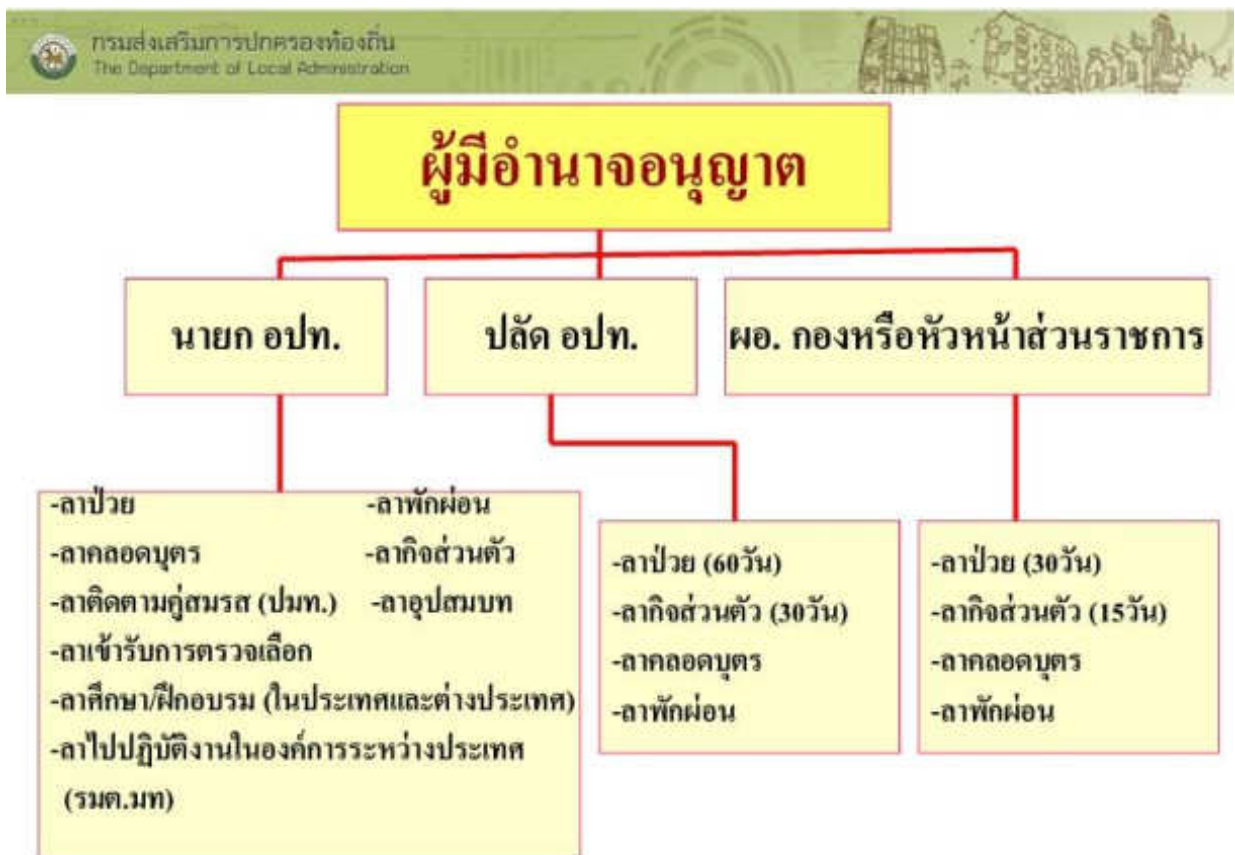 กรมส่งเสริมการปกครองท้องถิ่น
The Department of Local Administration
ผู้มีอำนาจอนุญาต
นายก อปท.
ปลัด อปท.
ผอ. กองหรือหัวหน้าส่วนราชการ
-ลาป่วย -ลาพักผ่อน
-ลาคลอดบุตร -ลากิจส่วนตัว
-ลาติดตามคู่สมรส (ปมท.) -ลาอุปสมบท
-ลาเข้ารับการตรวจเลือก
-ลาศึกษา/ฝึกอบรม (ในประเทศและต่างประเทศ)
-ลาไปปฏิบัติงานในองค์การระหว่างประเทศ
(รมต.มท)
-ลาป่วย (60วัน)
-ลากิจส่วนตัว (30วัน)
-ลาคลอดบุตร
-ลาพักผ่อน
-ลาป่วย (30วัน)
-ลากิจส่วนตัว (15วัน)
-ลาคลอดบุตร
-ลาพักผ่อน